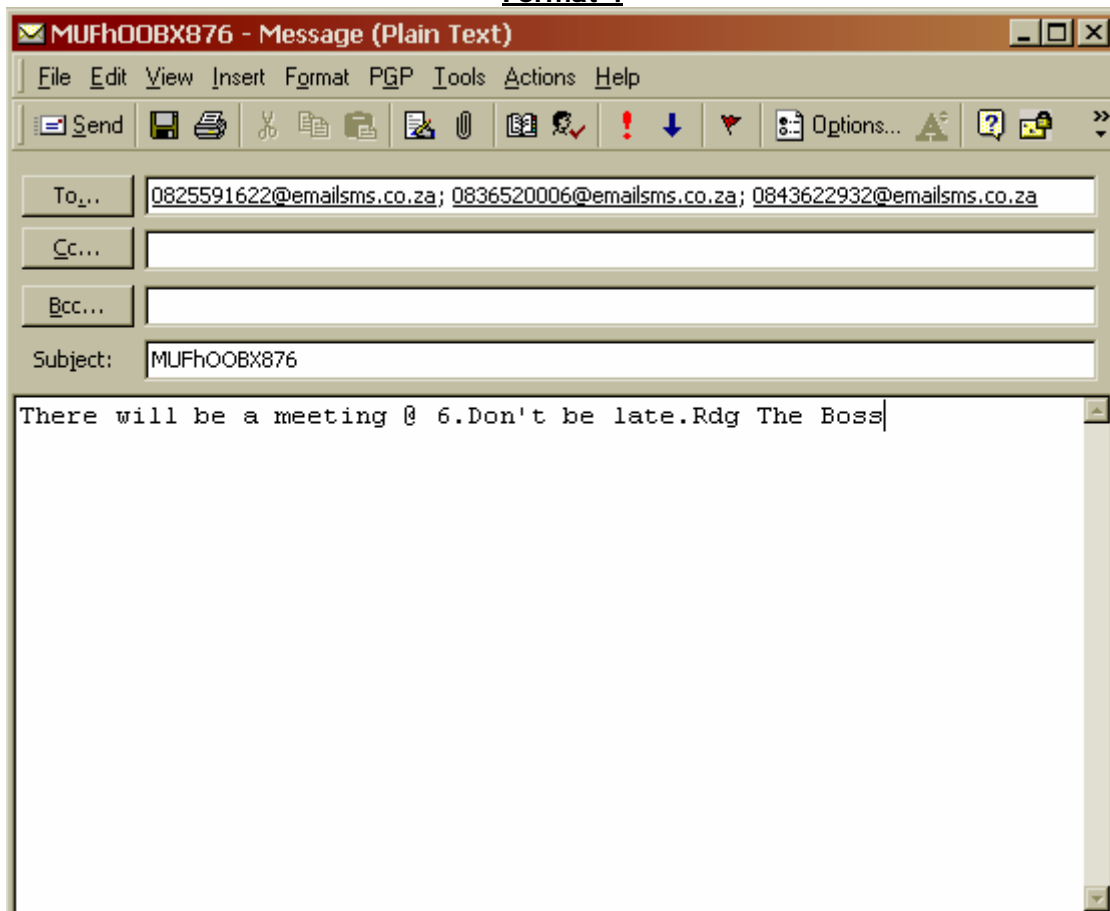 MUFhOOBX876 - Message (Plain Text)
File Edit View Insert Format PGP Tools Actions Help
Send Options... A
To... 0825591622@emailsms.co.za; 0836520006@emailsms.co.za; 0843622932@emailsms.co.za
Cc...
Bcc...
Subject: MUFhOOBX876
There will be a meeting @ 6.Don't be late.Rdg The Boss